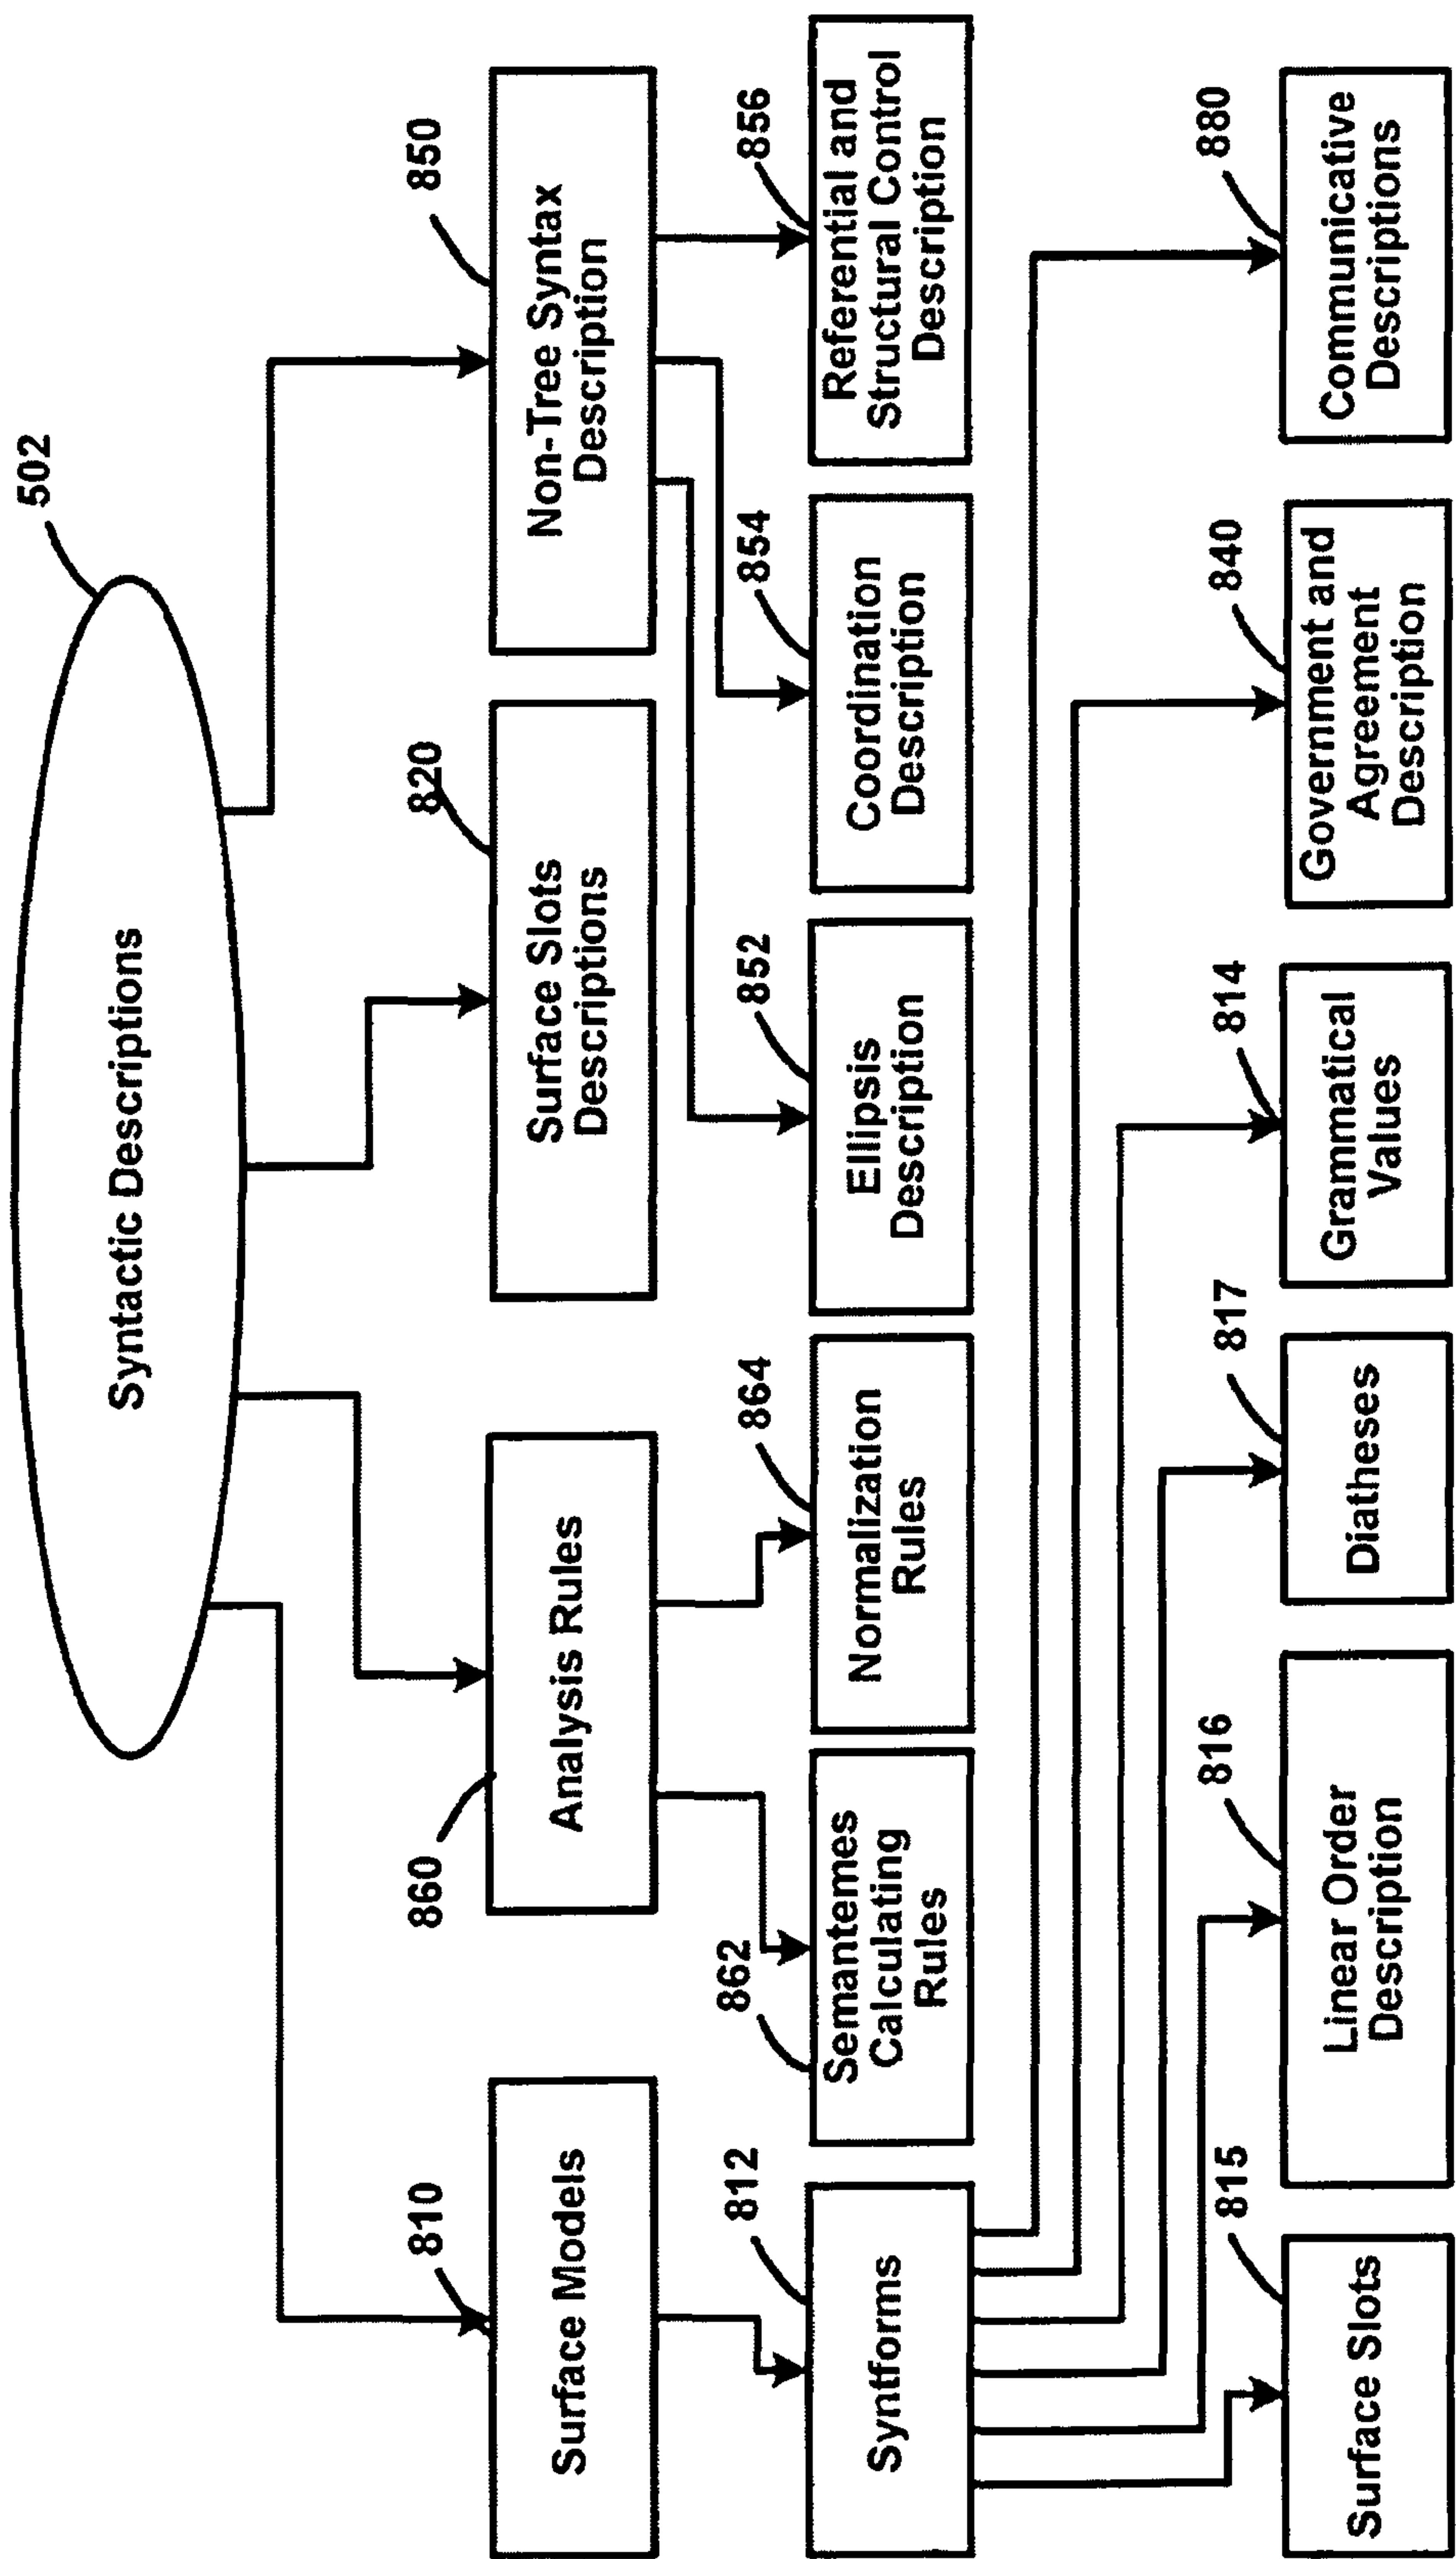 502
Syntactic Descriptions
810
Surface Models
860
Analysis Rules
820
Surface Slots
Descriptions
850
Non-Tree Syntax
Description
812
Syntforms
862
Semantemes
Calculating
Rules
864
Normalization
Rules
852
Ellipsis
Description
854
Coordination
Description
856
Referential and
Structural Control
Description
815
Surface Slots
816
Linear Order
Description
817
Diatheses
814
Grammatical
Values
840
Government and
Agreement
Description
880
Communicative
Descriptions